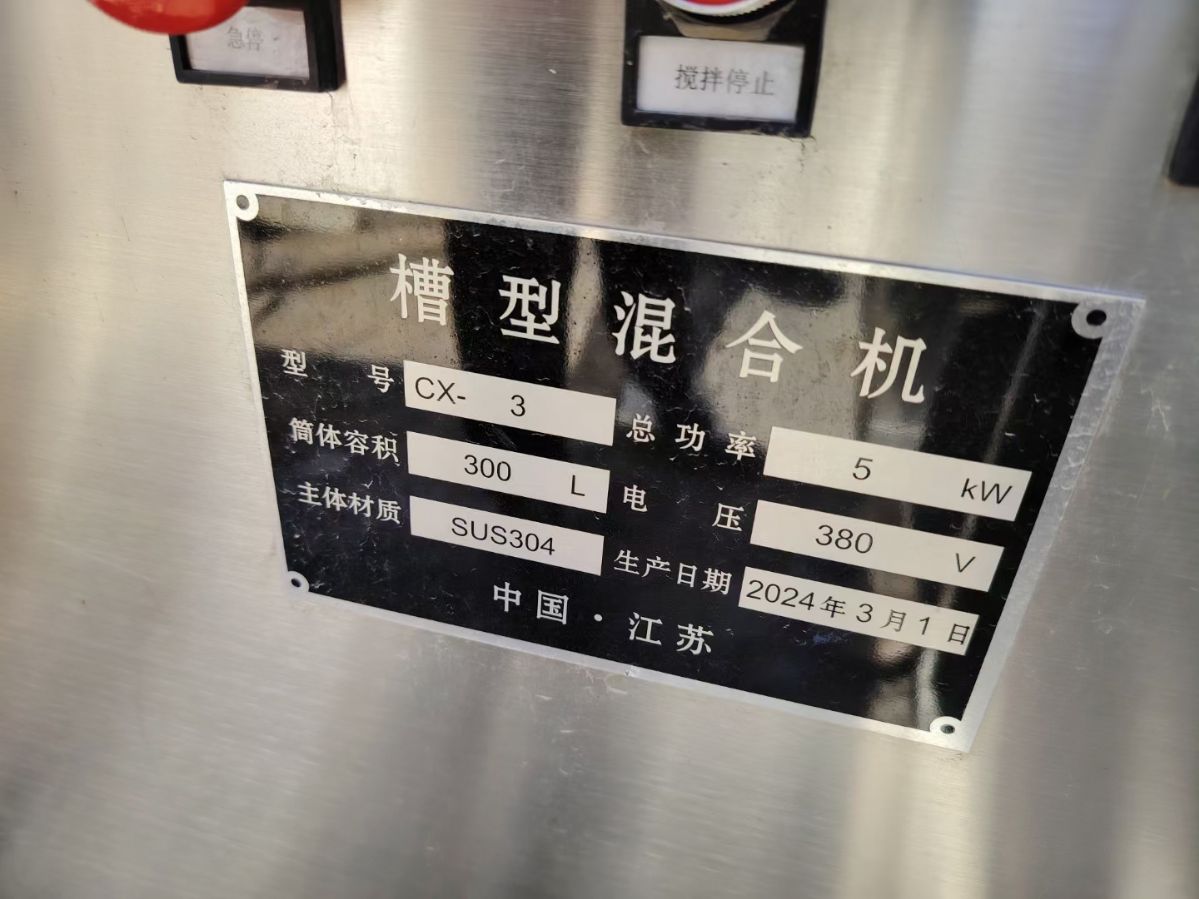 急停
搅拌停止
槽型混合机
型号 CX- 3 总功率 5 kW
筒体容积 300 L 电压 380 V
主体材质 SUS304 生产日期 2024年3月1日
中国·江苏